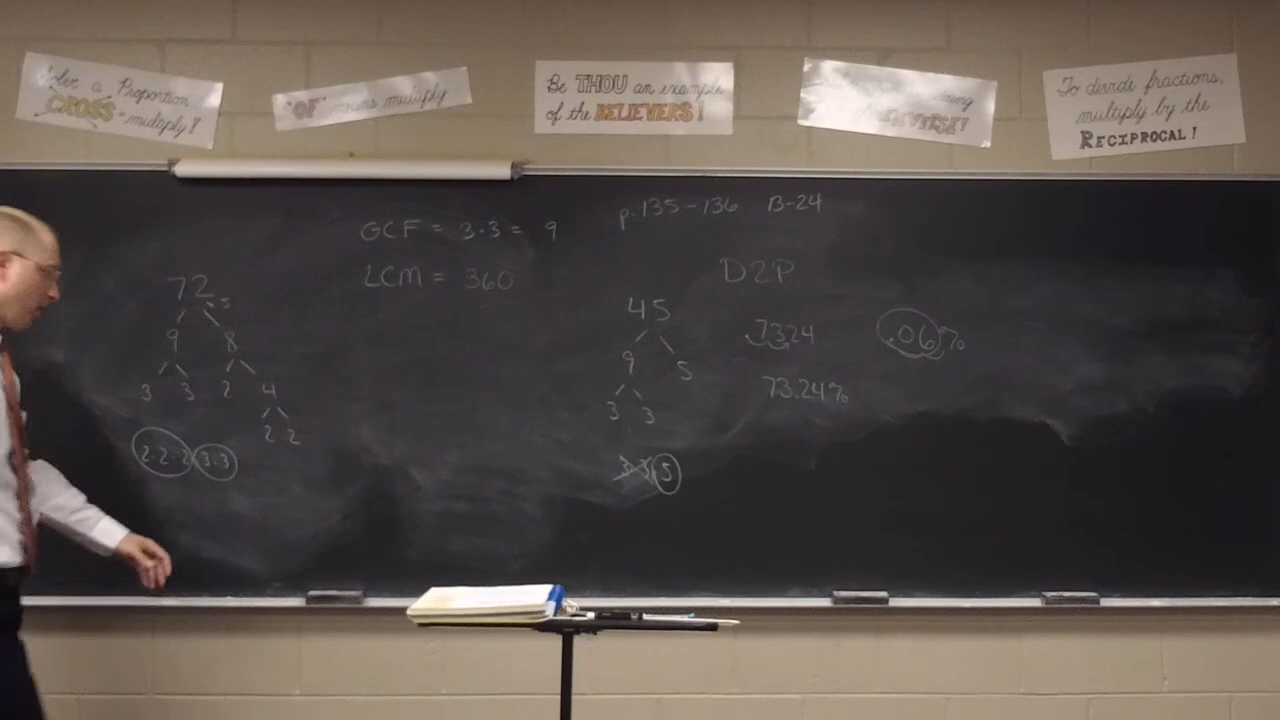 Solve a Proportion
"CROSS"-multiply!
"OF" means multiply
Be THOU an example
of the BELIEVERS!
To divide fractions,
multiply by the
RECIPROCAL!
GCF = 3·3 = 9
LCM = 360
p.135-136 B-24
72
9 8
3 3 2 4
2 2
2·2·2 3·3
45
9 5
3 3
3·3 5
D2P
.7324
73.24%
.06%